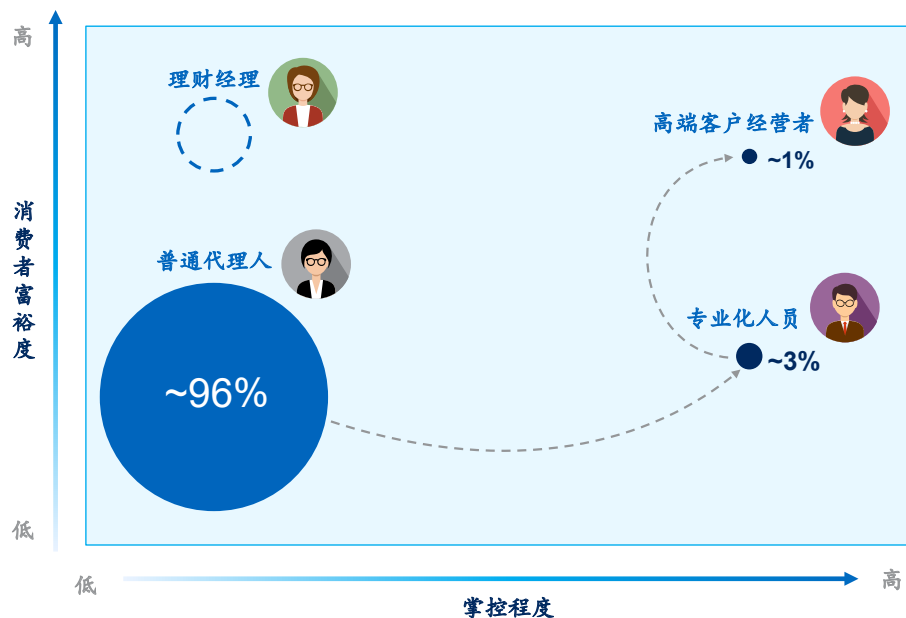 高
理财经理
高端客户经营者
~1%
消费者富裕度
普通代理人
专业化人员
~3%
~96%
低
低
高
掌控程度